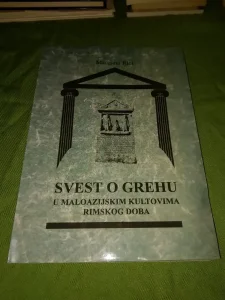 SVEST O GREHU
U MALOAZIJSKIM KULTOVIMA
RIMSKOG DOBA